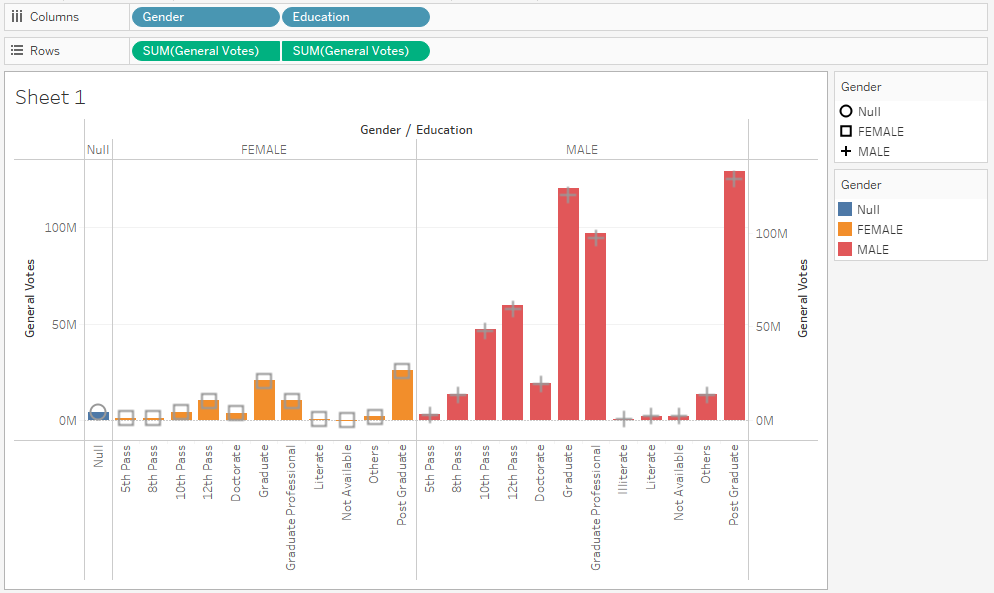 Columns
Gender
Education
Rows
SUM(General Votes)
SUM(General Votes)
Sheet 1
Gender / Education
Null
FEMALE
MALE
General Votes
100M
50M
0M
100M
50M
0M
General Votes
Null
5th Pass
8th Pass
10th Pass
12th Pass
Doctorate
Graduate
Graduate Professional
Literate
Not Available
Others
Post Graduate
5th Pass
8th Pass
10th Pass
12th Pass
Doctorate
Graduate
Graduate Professional
Illiterate
Literate
Not Available
Others
Post Graduate
Gender
Null
FEMALE
MALE
Gender
Null
FEMALE
MALE